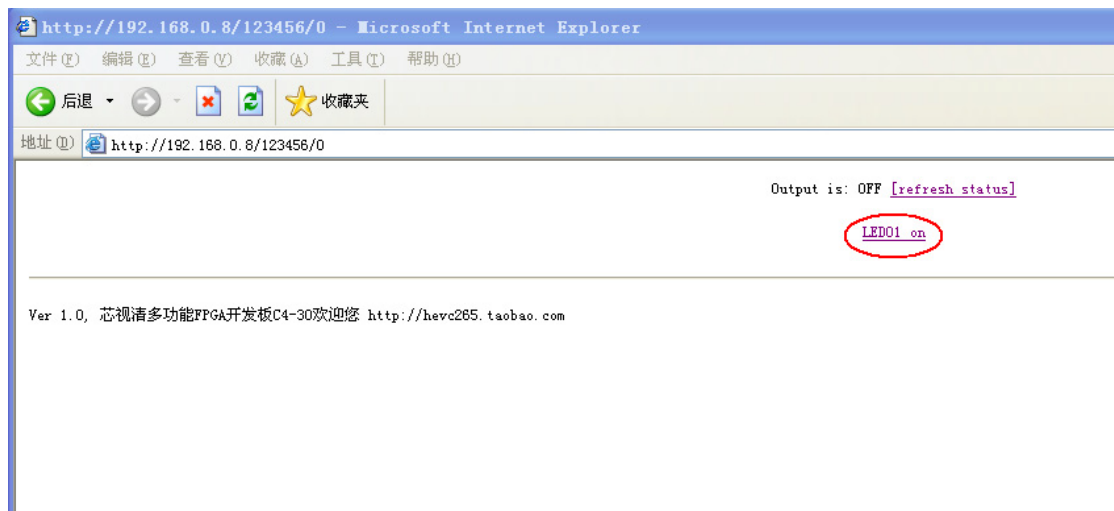 http://192.168.0.8/123456/0 - Microsoft Internet Explorer
文件(F) 编辑(E) 查看(V) 收藏(A) 工具(T) 帮助(H)
后退 收藏夹
地址(D) http://192.168.0.8/123456/0
Output is: OFF [refresh status]
LED01 on
Ver 1.0, 芯视清多功能FPGA开发板C4-30欢迎您 http://hevc265.taobao.com